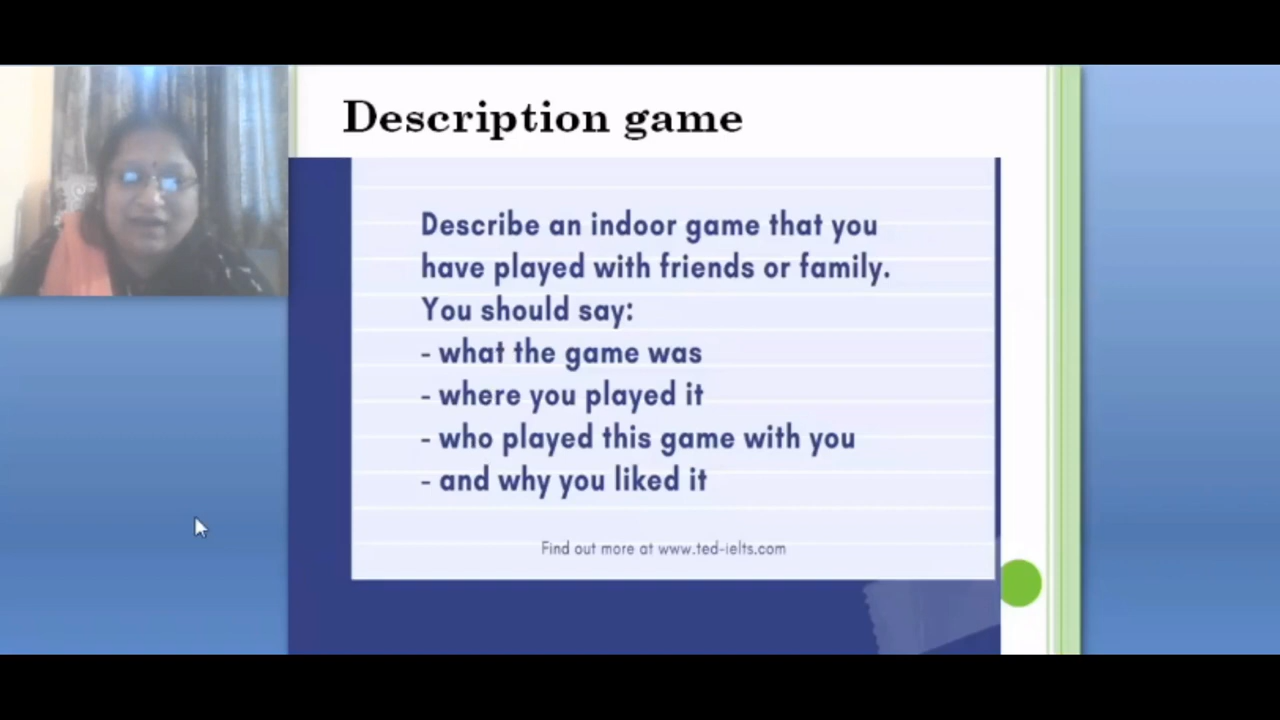 Description game
Describe an indoor game that you
have played with friends or family.
You should say:
- what the game was
- where you played it
- who played this game with you
- and why you liked it
Find out more at www.ted-ielts.com